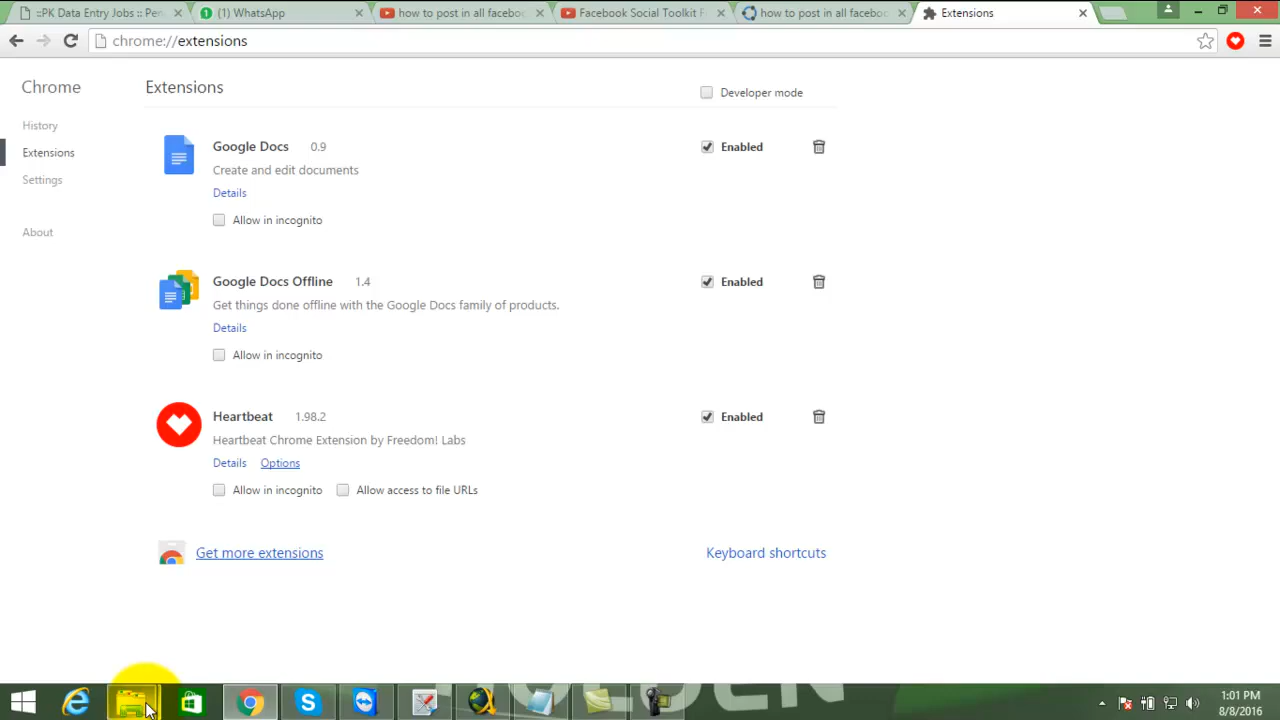 ::PK Data Entry Jobs :: Pen
(1) WhatsApp
how to post in all faceboo
Facebook Social Toolkit F
how to post in all faceboo
Extensions
chrome://extensions
Chrome
Extensions
Developer mode
History
Extensions
Settings
About
Google Docs 0.9
Enabled
Create and edit documents
Details
Allow in incognito
Google Docs Offline 1.4
Enabled
Get things done offline with the Google Docs family of products.
Details
Allow in incognito
Heartbeat 1.98.2
Enabled
Heartbeat Chrome Extension by Freedom! Labs
Details Options
Allow in incognito Allow access to file URLs
Get more extensions
Keyboard shortcuts
1:01 PM
8/8/2016